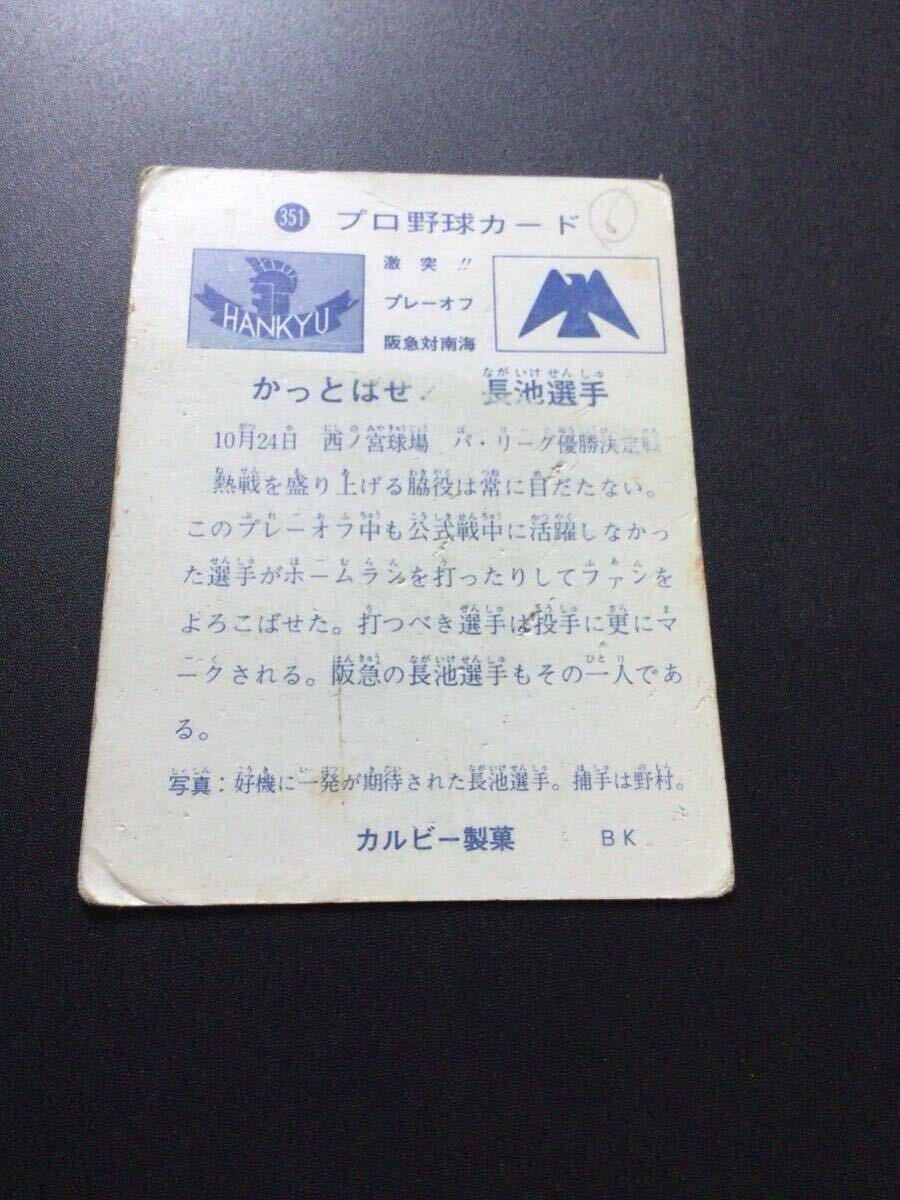 351 プロ野球カード
HANKYU
激突!!
プレーオフ
阪急対南海
ながいけせんしゅ
かっとばせ! 長池選手
10月24日 西ノ宮球場 パ・リーグ優勝決定戦
熱戦を盛り上げる脇役は常に目だたない。
このプレーオフ中も公式戦中に活躍しなかっ
た選手がホームランを打ったりしてファンを
よろこばせた。打つべき選手は投手に更にマ
ークされる。阪急の長池選手もその一人であ
る。
写真:好機に一発が期待された長池選手。捕手は野村。
カルビー製菓 BK